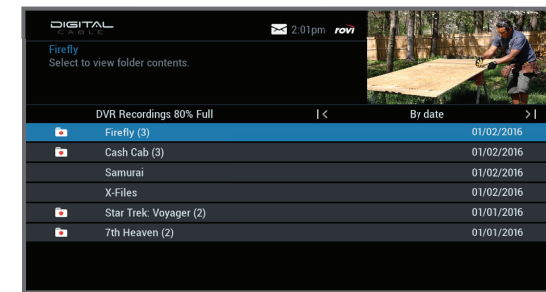 DIGITAL
CABLE
2:01pm rovi
Firefly
Select to view folder contents.
DVR Recordings 80% Full |< By date >|
Firefly (3) 01/02/2016
Cash Cab (3) 01/02/2016
Samurai 01/02/2016
X-Files 01/02/2016
Star Trek: Voyager (2) 01/01/2016
7th Heaven (2) 01/01/2016